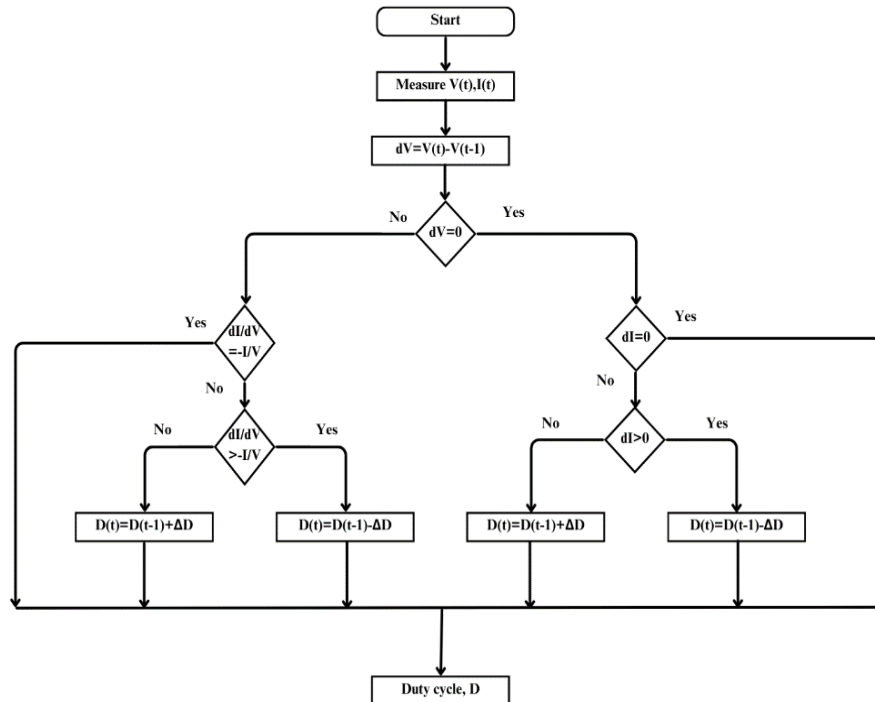 Start
Measure V(t),I(t)
dV=V(t)-V(t-1)
No
Yes
dV=0
Yes
dI/dV
=-I/V
dI=0
Yes
No
No
No
dI/dV
>-I/V
Yes
No
dI>0
Yes
D(t)=D(t-1)+ΔD
D(t)=D(t-1)-ΔD
D(t)=D(t-1)+ΔD
D(t)=D(t-1)-ΔD
Duty cycle, D